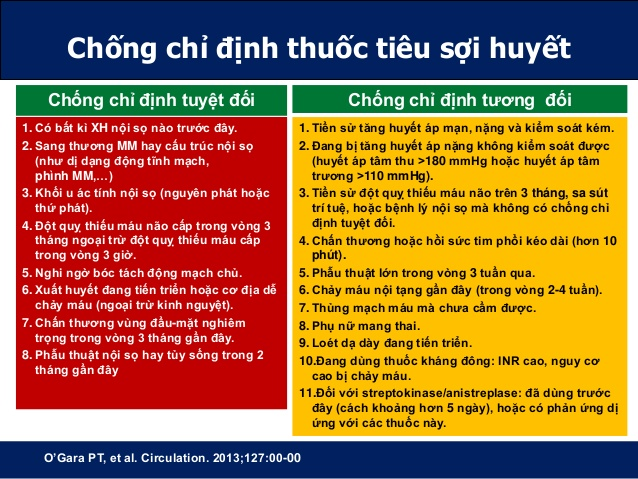 Chống chỉ định thuốc tiêu sợi huyết
Chống chỉ định tuyệt đối
1. Có bất kì XH nội sọ nào trước đây.
2. Sang thương MM hay cấu trúc nội sọ
(như dị dạng động tĩnh mạch,
phình MM,…)
3. Khối u ác tính nội sọ (nguyên phát hoặc
thứ phát).
4. Đột quỵ thiếu máu não cấp trong vòng 3
tháng ngoại trừ đột quỵ thiếu máu cấp
trong vòng 3 giờ.
5. Nghi ngờ bóc tách động mạch chủ.
6. Xuất huyết đang tiến triển hoặc cơ địa dễ
chảy máu (ngoại trừ kinh nguyệt).
7. Chấn thương vùng đầu-mặt nghiêm
trọng trong vòng 3 tháng gần đây.
8. Phẫu thuật nội sọ hay tủy sống trong 2
tháng gần đây
Chống chỉ định tương đối
1. Tiền sử tăng huyết áp mạn, nặng và kiểm soát kém.
2. Đang bị tăng huyết áp nặng không kiểm soát được
(huyết áp tâm thu >180 mmHg hoặc huyết áp tâm
trương >110 mmHg).
3. Tiền sử đột quỵ thiếu máu não trên 3 tháng, sa sút
trí tuệ, hoặc bệnh lý nội sọ mà không có chống chỉ
định tuyệt đối.
4. Chấn thương hoặc hồi sức tim phổi kéo dài (hơn 10
phút).
5. Phẫu thuật lớn trong vòng 3 tuần qua.
6. Chảy máu nội tạng gần đây (trong vòng 2-4 tuần).
7. Thủng mạch máu mà chưa cầm được.
8. Phụ nữ mang thai.
9. Loét dạ dày đang tiến triển.
10.Đang dùng thuốc kháng đông: INR cao, nguy cơ
cao bị chảy máu.
11.Đối với streptokinase/anistreplase: đã dùng trước
đây (cách khoảng hơn 5 ngày), hoặc có phản ứng dị
ứng với các thuốc này.
O’Gara PT, et al. Circulation. 2013;127:00-00